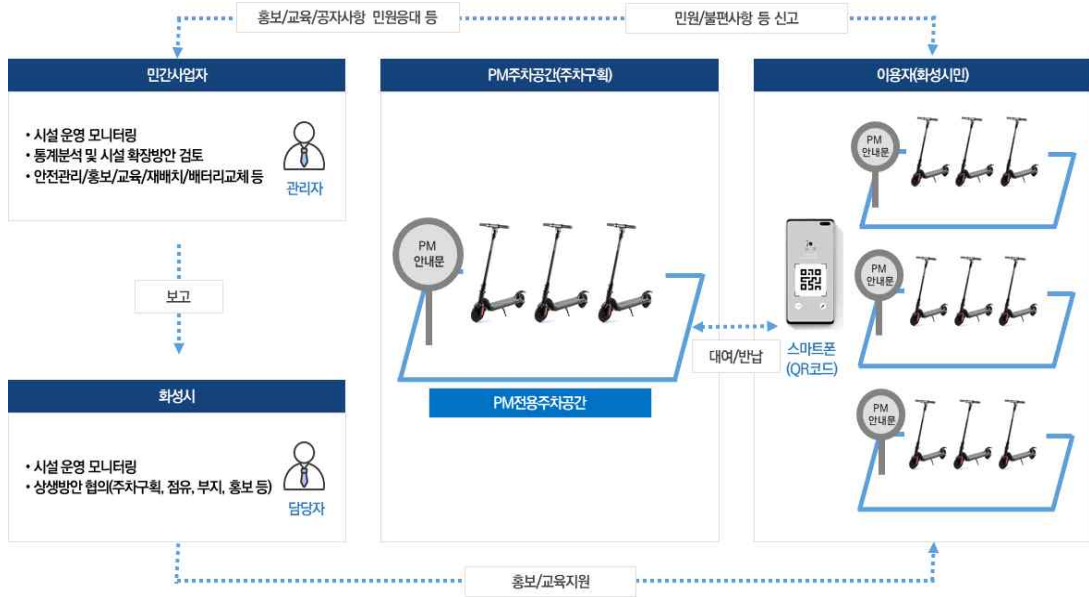 홍보/교육/공자사항 민원응대 등
민원/불편사항 등 신고
민간사업자
• 시설 운영 모니터링
• 통계분석 및 시설 확장방안 검토
• 안전관리/홍보/교육/재배치/배터리교체 등
관리자
보고
화성시
• 시설 운영 모니터링
• 상생방안 협의(주차구획, 점유, 부지, 홍보 등)
담당자
PM주차공간(주차구획)
PM
안내문
PM전용주차공간
대여/반납
스마트폰
(QR코드)
이용자(화성시민)
PM
안내문
PM
안내문
PM
안내문
홍보/교육지원